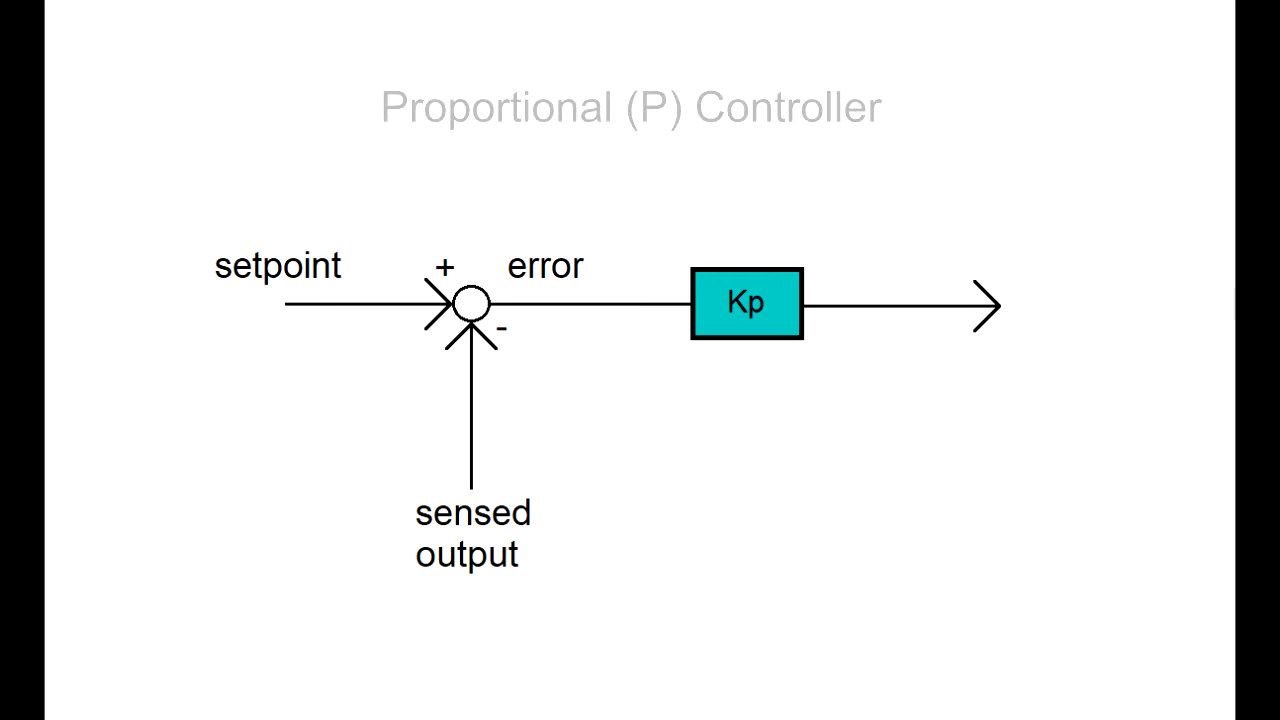 Proportional (P) Controller
setpoint
+
error
-
Kp
sensed
output